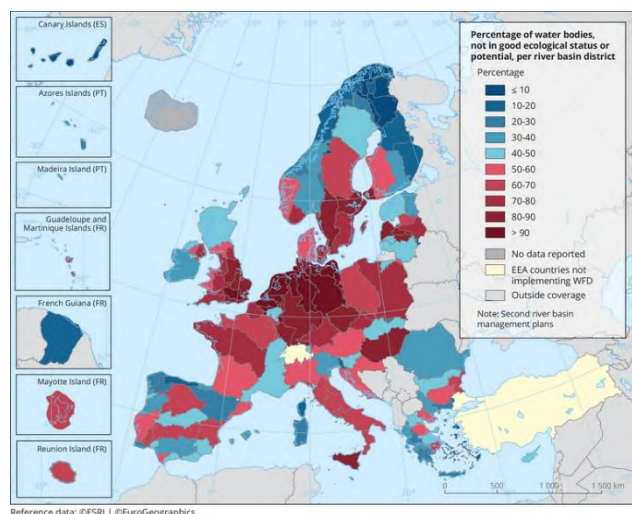 Canary Islands (ES)
Azores Islands (PT)
Madeira Island (PT)
Guadeloupe and
Martinique Islands (FR)
French Guiana (FR)
Mayotte Island (FR)
Reunion Island (FR)
Percentage of water bodies,
not in good ecological status or
potential, per river basin district
Percentage
≤ 10
10-20
20-30
30-40
40-50
50-60
60-70
70-80
80-90
> 90
No data reported
EEA countries not
implementing WFD
Outside coverage
Note: Second river basin
management plans
0 500 1 000 1 500 km
Reference data: ©ESRI | ©EuroGeographics